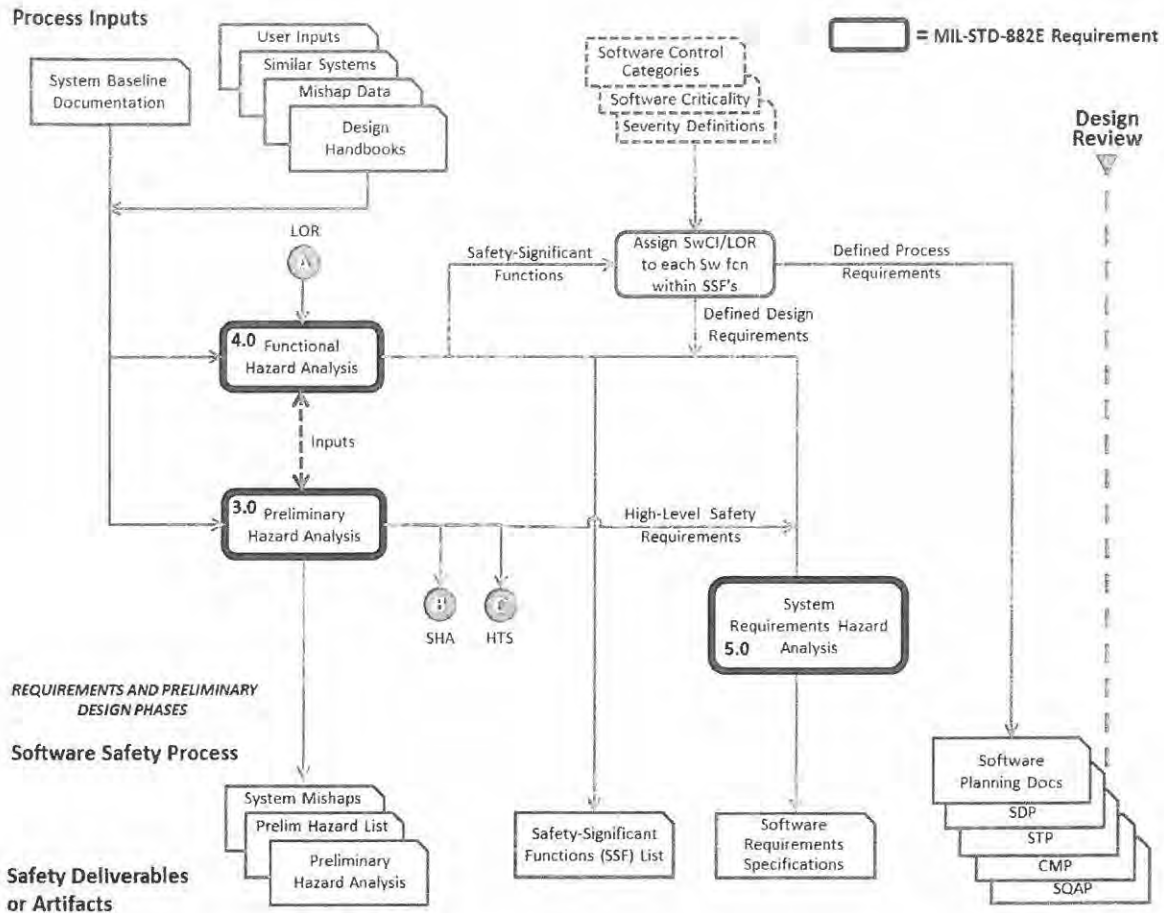 Process Inputs
User Inputs
Similar Systems
Mishap Data
Design
Handbooks
System Baseline
Documentation
Software Control
Categories
Software Criticality
Severity Definitions
= MIL-STD-882E Requirement
Design
Review
LOR
A
Safety-Significant
Functions
Assign SwCI/LOR
to each Sw fcn
within SSF's
Defined Process
Requirements
Defined Design
Requirements
4.0 Functional
Hazard Analysis
Inputs
3.0 Preliminary
Hazard Analysis
High-Level Safety
Requirements
B
SHA
HTS
System
Requirements Hazard
5.0 Analysis
REQUIREMENTS AND PRELIMINARY
DESIGN PHASES
Software Safety Process
System Mishaps
Prelim Hazard List
Preliminary
Hazard Analysis
Safety-Significant
Functions (SSF) List
Software
Requirements
Specifications
Software
Planning Docs
SDP
STP
CMP
SQAP
Safety Deliverables
or Artifacts